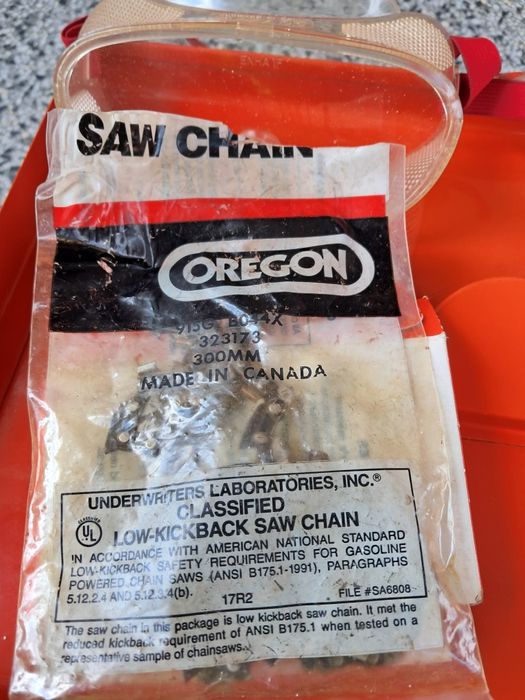 SAW CHAIN
OREGON
323173
300MM
MADE IN CANADA
UNDERWRITERS LABORATORIES, INC.®
CLASSIFIED
UL
LOW-KICKBACK SAW CHAIN
IN ACCORDANCE WITH AMERICAN NATIONAL STANDARD
LOW-KICKBACK SAFETY REQUIREMENTS FOR GASOLINE
POWERED CHAIN SAWS (ANSI B175.1-1991), PARAGRAPHS
5.12.2.4 AND 5.12.3.4(b).
17R2
FILE #SA6808
The saw chain in this package is low kickback saw chain. It met the
reduced kickback requirement of ANSI B175.1 when tested on a
representative sample of chainsaws.